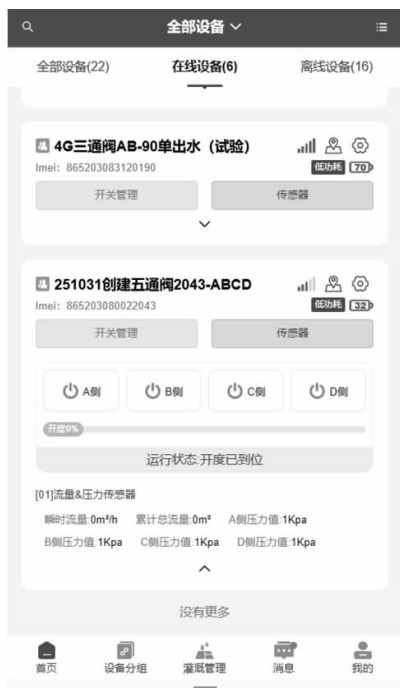 全部设备
全部设备(22) 在线设备(6) 离线设备(16)
4G三通阀AB-90单出水（试验）
Imei: 865203083120190 低功耗 70
开关管理 传感器
251031创建五通阀2043-ABCD
Imei: 865203080022043 低功耗 32
开关管理 传感器
A侧 B侧 C侧 D侧
开度0%
运行状态:开度已到位
[01]流量&压力传感器
瞬时流量:0m³/h 累计总流量:0m³ A侧压力值:1Kpa
B侧压力值:1Kpa C侧压力值:1Kpa D侧压力值:1Kpa
没有更多
首页 设备分组 灌溉管理 消息 我的